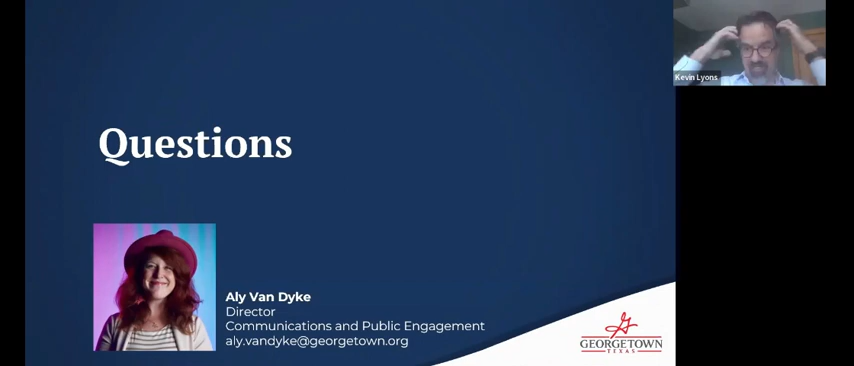 Questions
Aly Van Dyke
Director
Communications and Public Engagement
aly.vandyke@georgetown.org
GEORGETOWN
TEXAS
Kevin Lyons